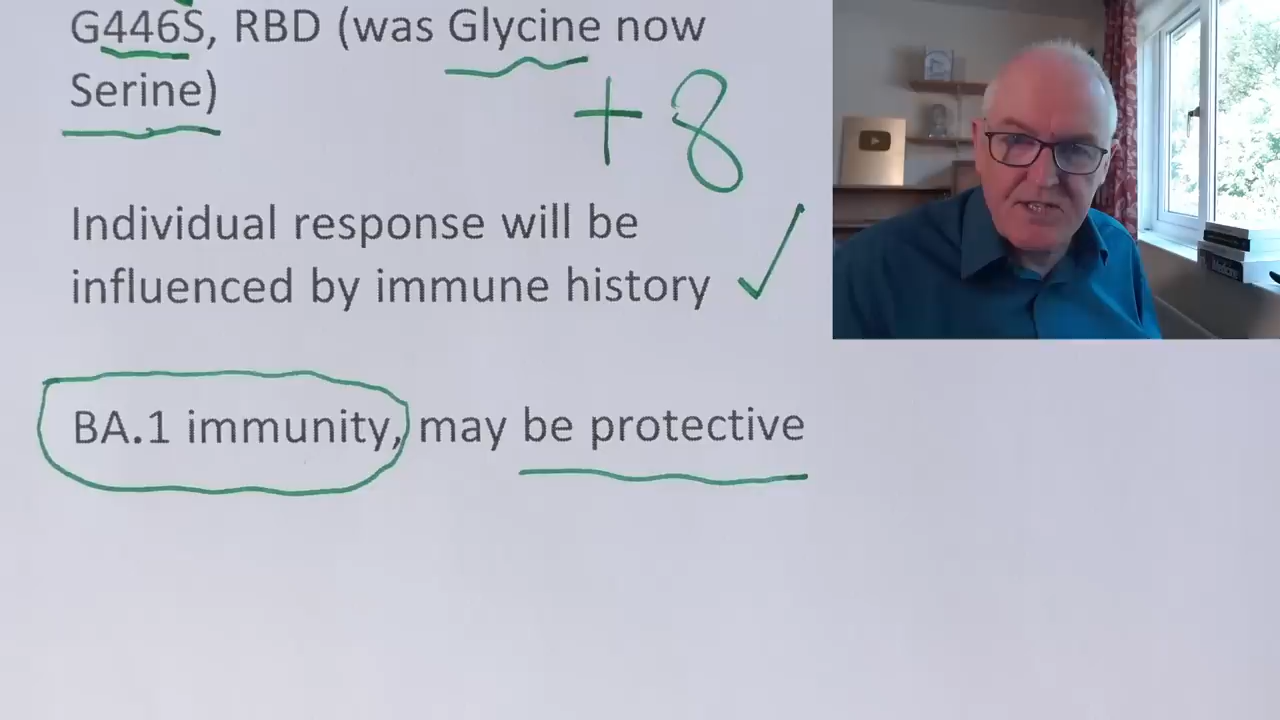 G446S, RBD (was Glycine now
Serine)
+8
Individual response will be
influenced by immune history
BA.1 immunity, may be protective